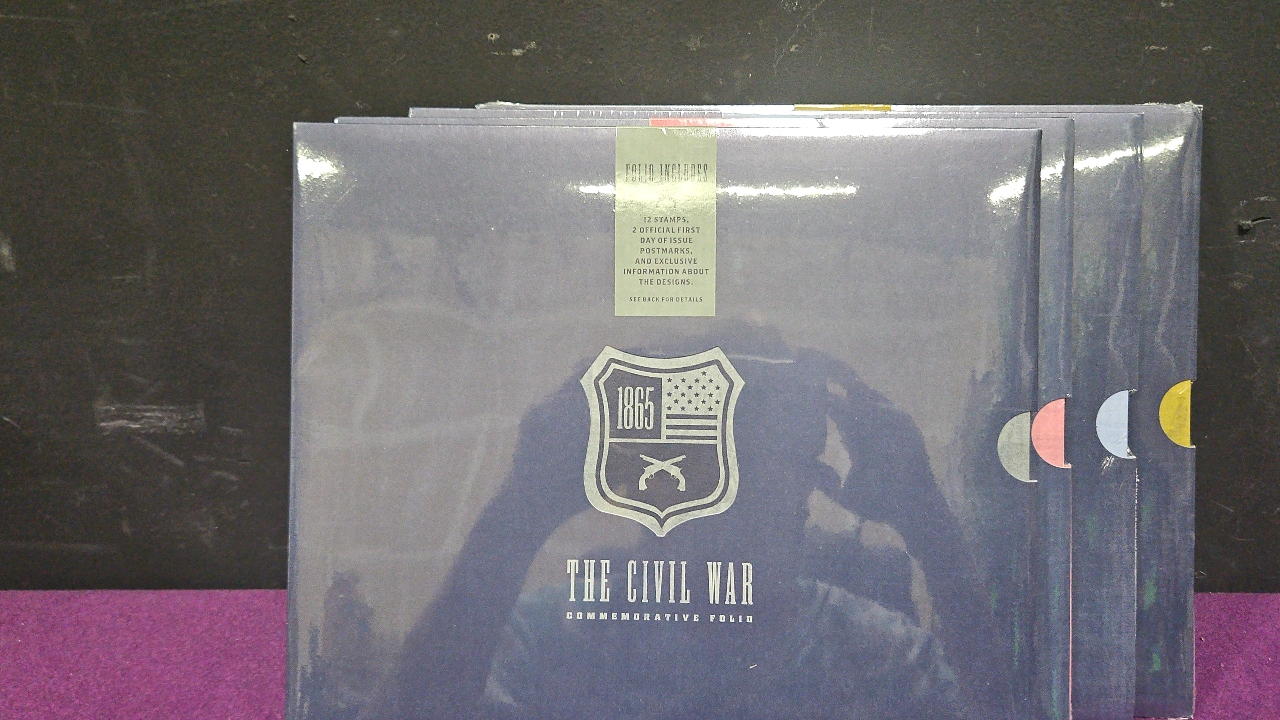 FOLIO INCLUDES
12 STAMPS,
2 OFFICIAL FIRST
DAY OF ISSUE
POSTMARKS,
AND EXCLUSIVE
INFORMATION ABOUT
THE DESIGNS.
SEE BACK FOR DETAILS
1865
THE CIVIL WAR
COMMEMORATIVE FOLIO